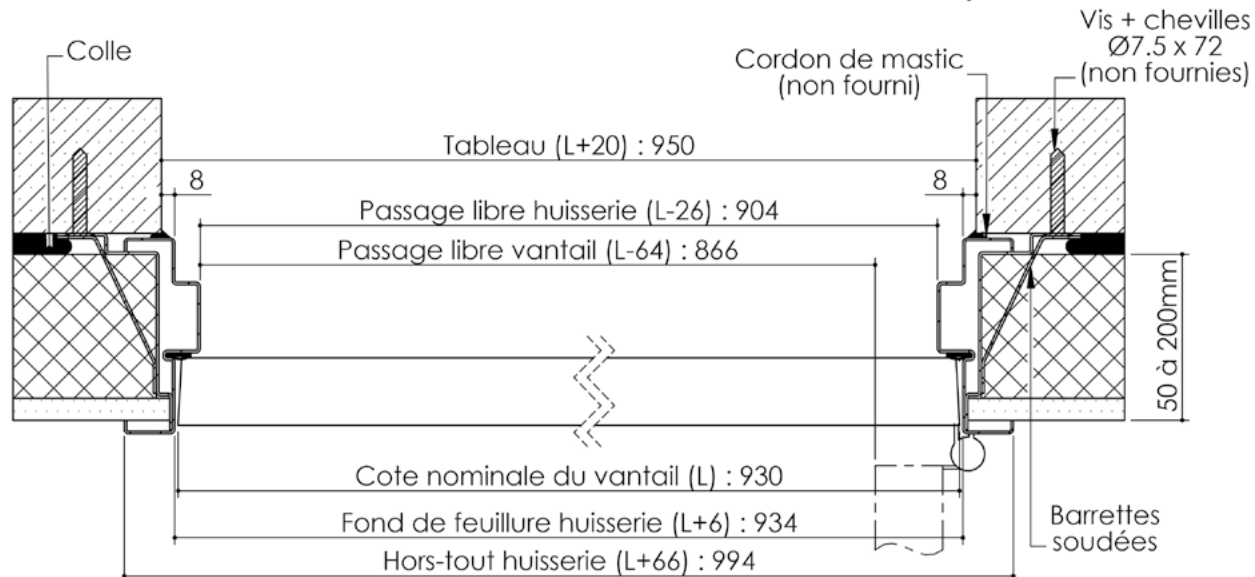 Colle
Vis + chevilles
Ø7.5 x 72
(non fournies)
Cordon de mastic
(non fourni)
Tableau (L+20) : 950
8
8
Passage libre huisserie (L-26) : 904
Passage libre vantail (L-64) : 866
50 à 200mm
Cote nominale du vantail (L) : 930
Fond de feuillure huisserie (L+6) : 934
Hors-tout huisserie (L+66) : 994
Barrettes
soudées